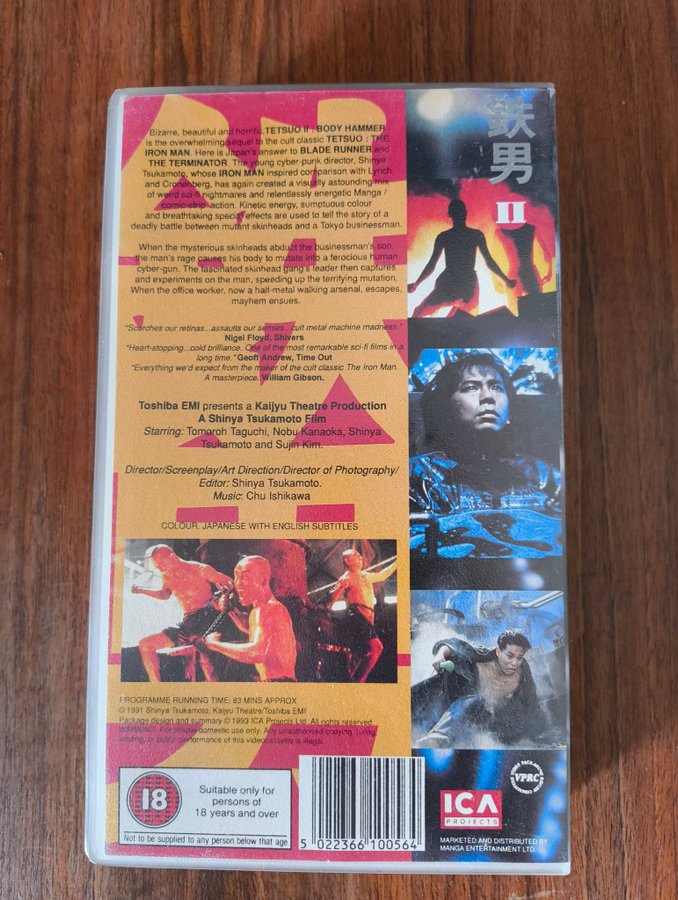 Bizarre, beautiful and horrific, TETSUO II : BODY HAMMER
is the overwhelming sequel to the cult classic TETSUO : THE
IRON MAN. Here is Japan's answer to BLADE RUNNER and
THE TERMINATOR. The young cyber-punk director, Shinya
Tsukamoto, whose IRON MAN inspired comparison with Lynch
and Cronenberg, has again created a visually astounding mix
of weird sci-fi nightmares and relentlessly energetic Manga /
comic-strip action. Kinetic energy, sumptuous colour
and breathtaking special effects are used to tell the story of a
deadly battle between mutant skinheads and a Tokyo businessman.
When the mysterious skinheads abduct the businessman's son,
the man's rage causes his body to mutate into a ferocious human
cyber-gun. The fascinated skinhead gang's leader then captures
and experiments on the man, speeding up the terrifying mutation.
When the office worker, now a half-metal walking arsenal, escapes,
mayhem ensues.
"Scorches our retinas...assaults our senses...cult metal machine madness."
Nigel Floyd, Shivers
"Heart-stopping...cold brilliance. One of the most remarkable sci-fi films in a
long time." Geoff Andrew, Time Out
"Everything we'd expect from the maker of the cult classic The Iron Man.
A masterpiece. William Gibson.
Toshiba EMI presents a Kaijyu Theatre Production
A Shinya Tsukamoto Film
Starring: Tomoroh Taguchi, Nobu Kanaoka, Shinya
Tsukamoto and Sujin Kim.
Director/Screenplay/Art Direction/Director of Photography/
Editor: Shinya Tsukamoto.
Music: Chu Ishikawa
COLOUR. JAPANESE WITH ENGLISH SUBTITLES
PROGRAMME RUNNING TIME: 83 MINS APPROX
© 1991 Shinya Tsukamoto, Kaijyu Theatre/Toshiba EMI
Package design and summary © 1993 ICA Projects Ltd. All rights reserved
WARNING: For private domestic use only. Any unauthorised copying, hiring,
lending, or public performance of this videocassette is illegal.
18
Suitable only for
persons of
18 years and over
Not to be supplied to any person below that age
5 022366 100564
鉄男
II
VPRC
ICA
PROJECTS
MARKETED AND DISTRIBUTED BY
MANGA ENTERTAINMENT LTD.